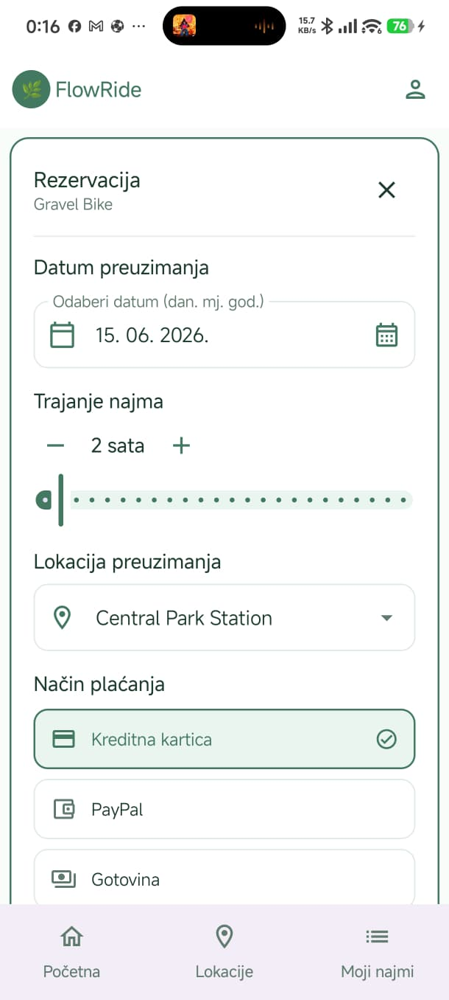 0:16
15.7
KB/s
6
76
FlowRide
Rezervacija
Gravel Bike
Datum preuzimanja
Odaberi datum (dan. mj. god.)
15. 06. 2026.
Trajanje najma
2 sata
Lokacija preuzimanja
Central Park Station
Način plaćanja
Kreditna kartica
PayPal
Gotovina
Početna
Lokacije
Moji najmi